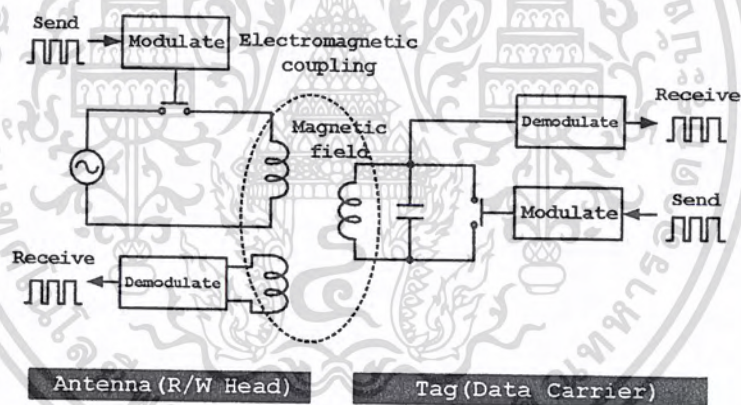 Send
Modulate
Electromagnetic
coupling
Magnetic
field
Receive
Demodulate
Demodulate
Receive
Modulate
Send
Antenna(R/W Head)
Tag(Data Carrier)